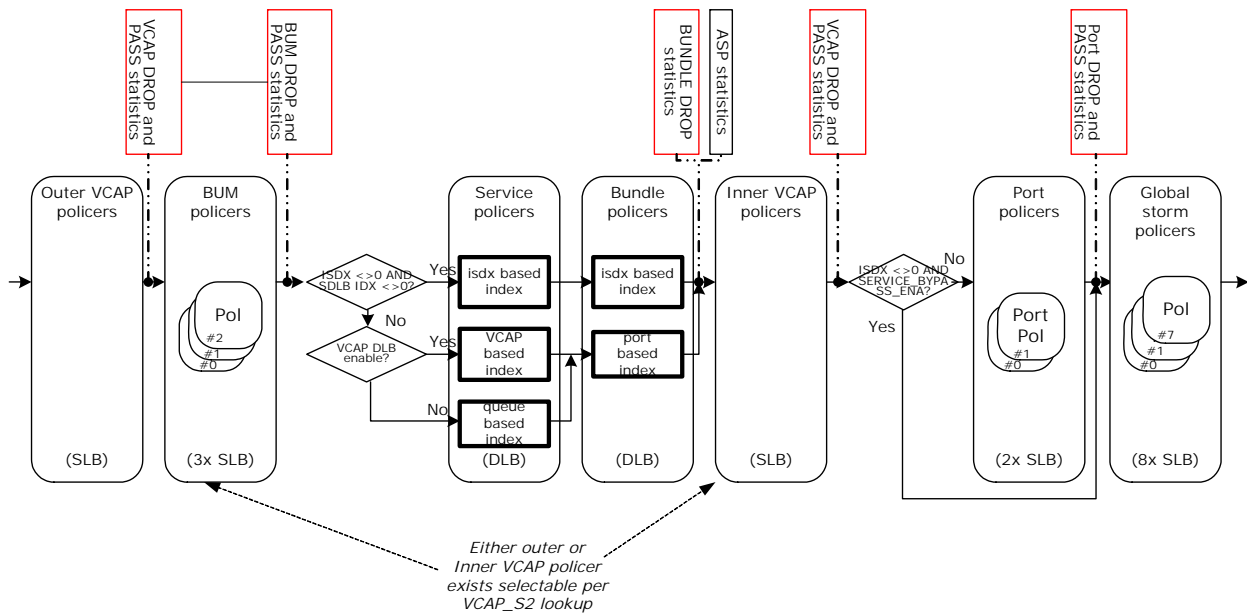 VCAP DROP and
PASS statistics
BUM DROP and
PASS statistics
BUNDLE DROP
statistics
ASP statistics
VCAP DROP and
PASS statistics
Port DROP and
PASS statistics
Outer VCAP
policers
(SLB)
BUM
policers
Pol
#2
#1
#0
(3x SLB)
ISDX <>0 AND
SDLB IDX <>0?
Yes
No
VCAP DLB
enable?
Yes
No
Service
policers
isdx based
index
VCAP
based
index
queue
based
index
(DLB)
Bundle
policers
isdx based
index
port
based
index
(DLB)
Inner VCAP
policers
(SLB)
ISDX <>0 AND
SERVICE_BYPA
SS_ENA?
No
Yes
Port
policers
Port
Pol
#1
#0
(2x SLB)
Global
storm
policers
Pol
#7
#1
#0
(8x SLB)
Either outer or
Inner VCAP policer
exists selectable per
VCAP_S2 lookup